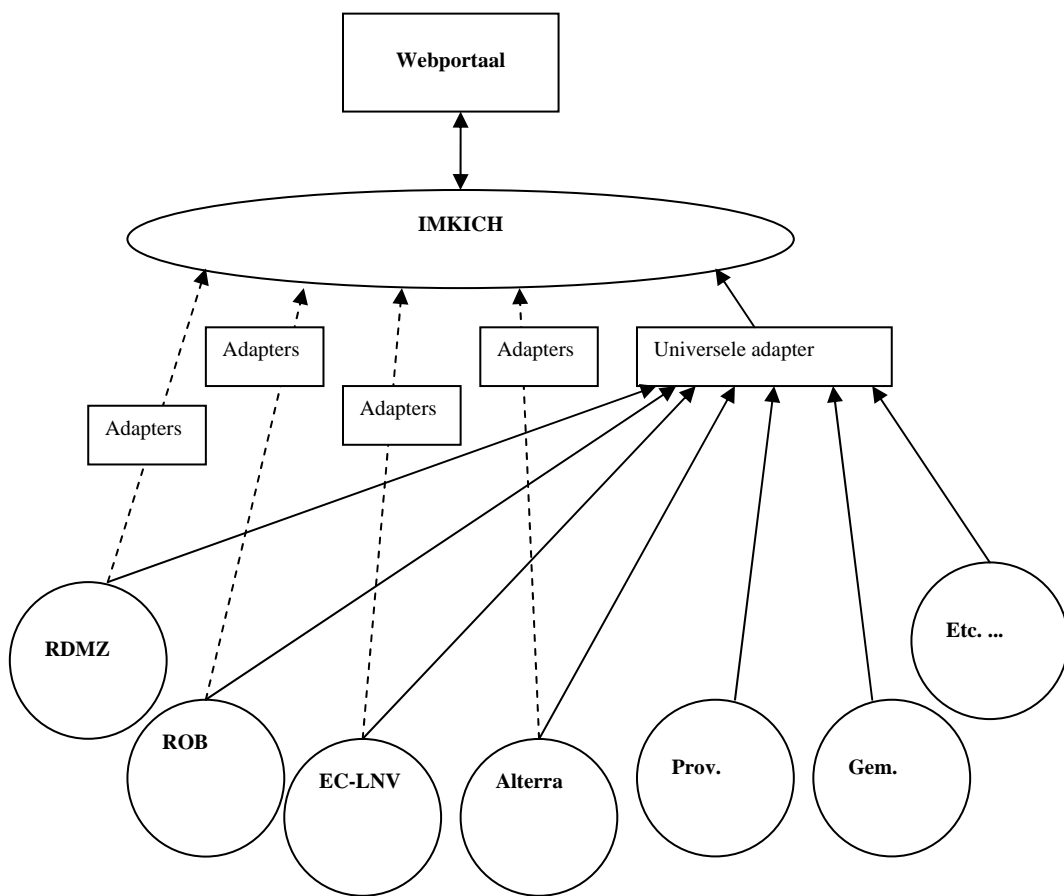 Webportaal
IMKICH
Adapters
Adapters
Universele adapter
Adapters
Adapters
RDMZ
ROB
EC-LNV
Alterra
Prov.
Gem.
Etc. ...